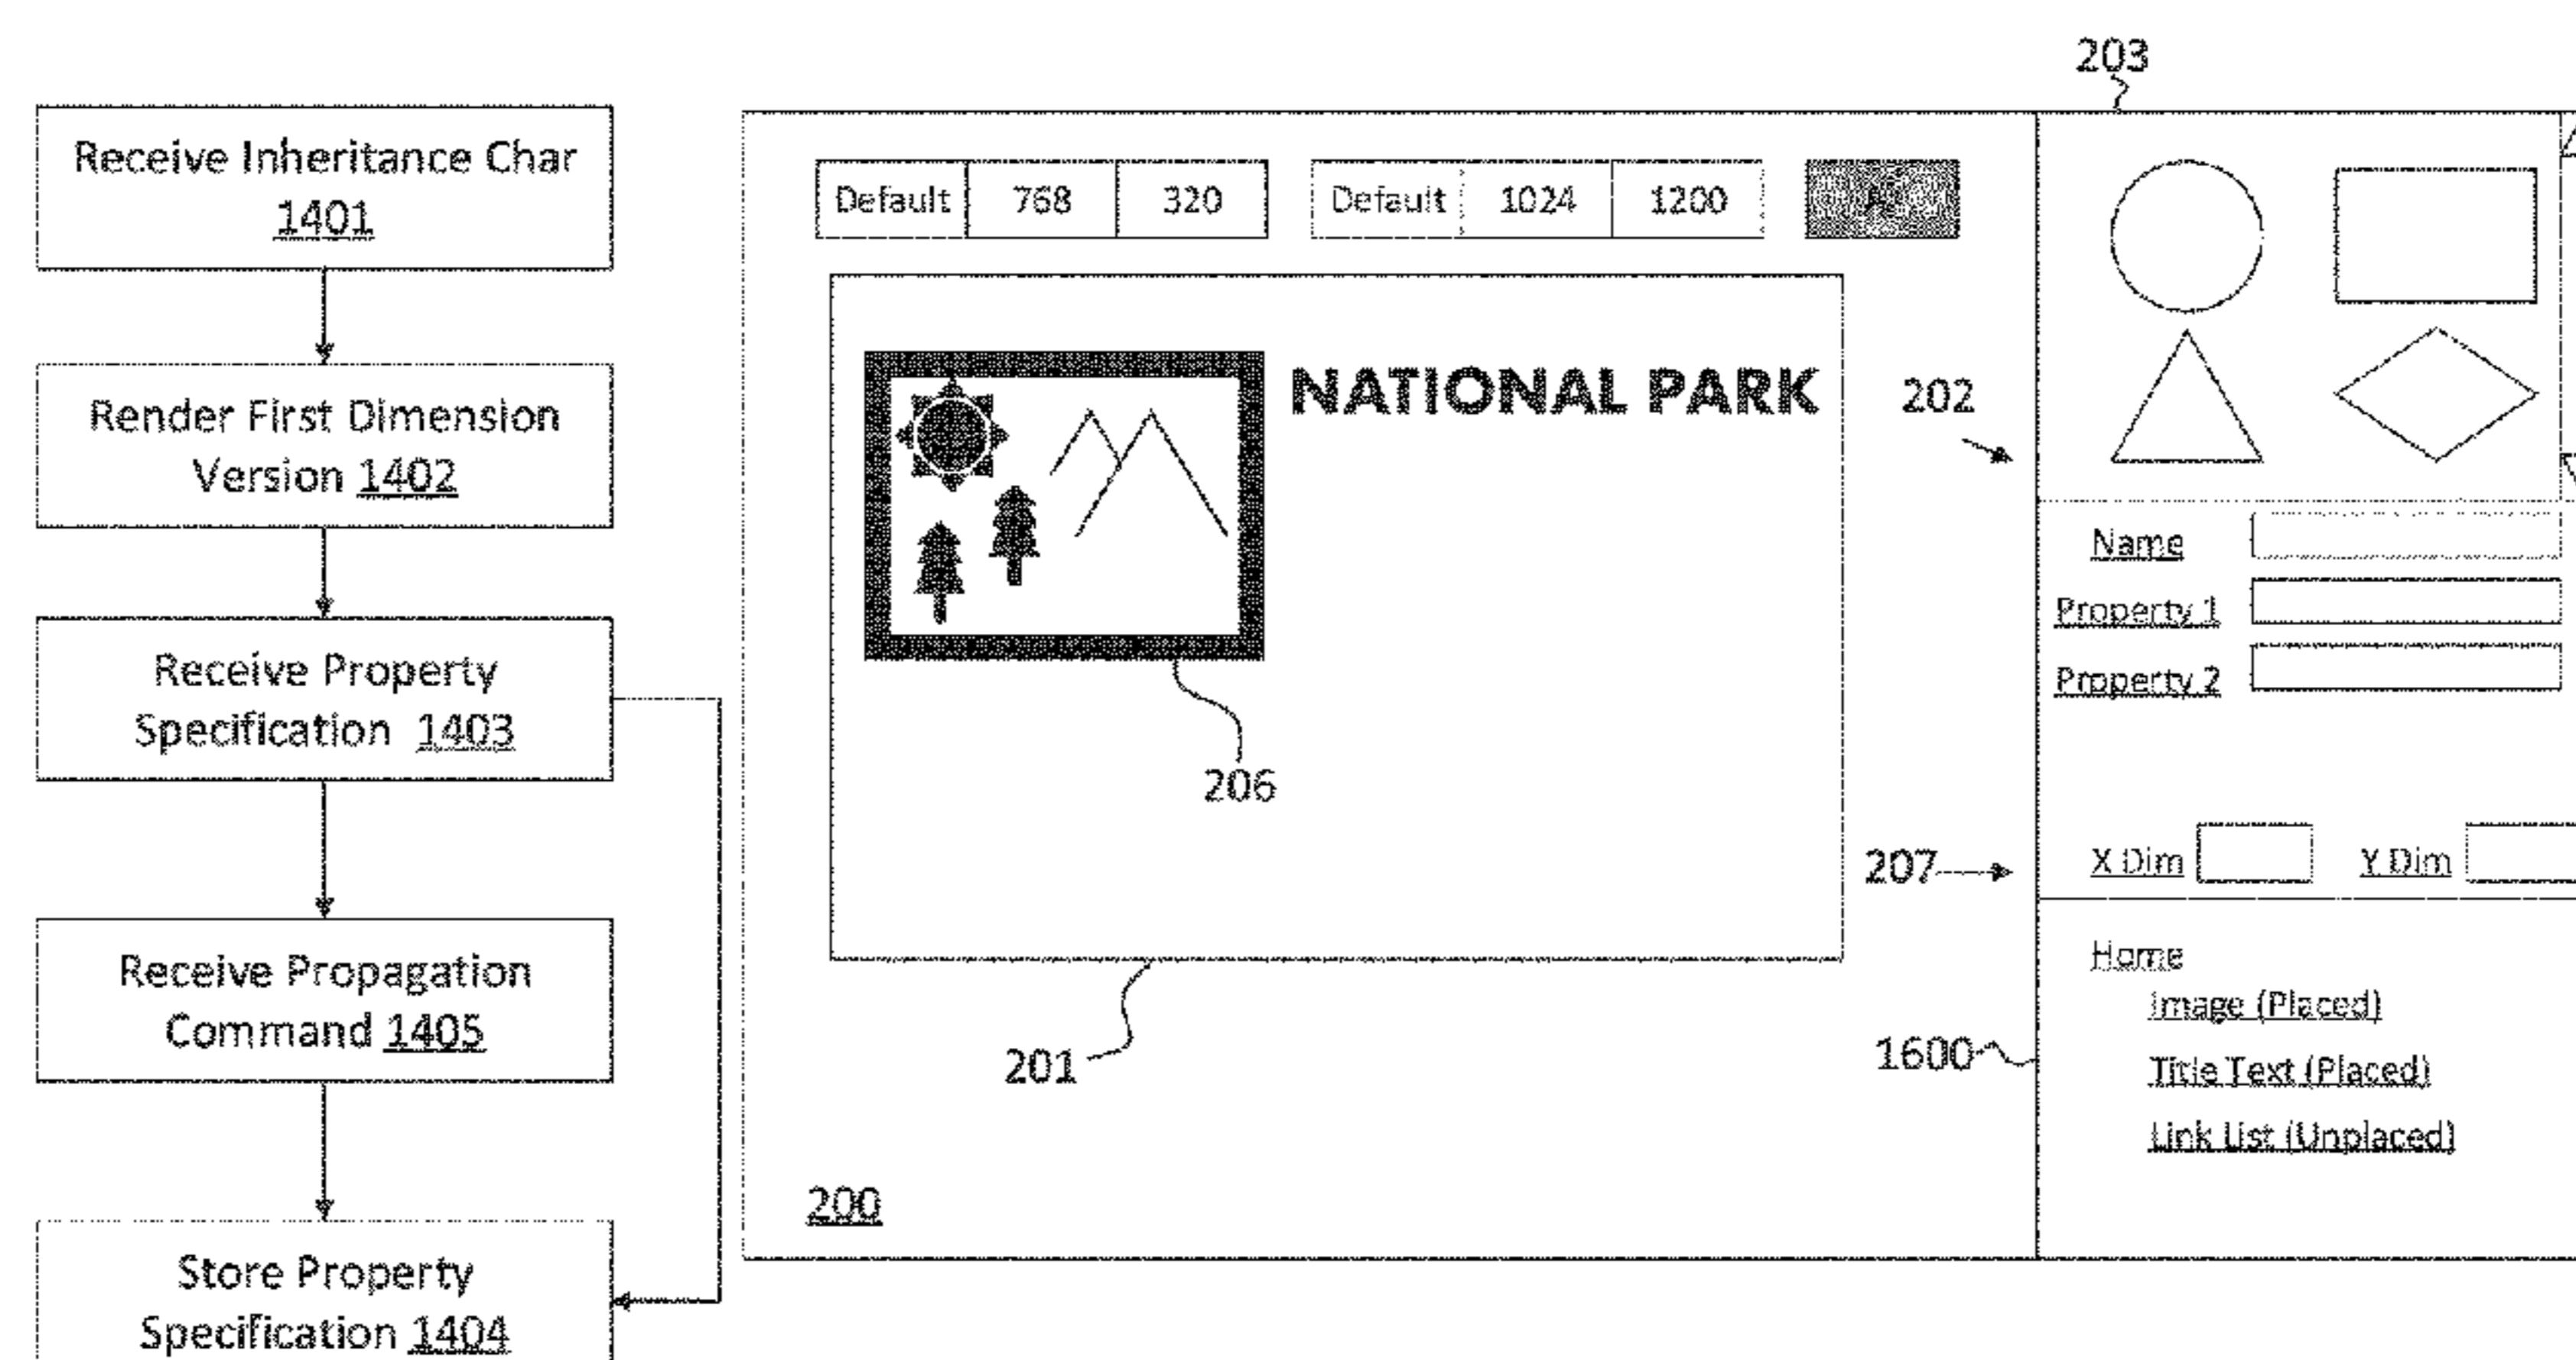 Receive Inheritance Char
1401
Render First Dimension
Version 1402
Receive Property
Specification 1403
Receive Propagation
Command 1405
Store Property
Specification 1404
203
Default 768 320 Default 1024 1200
NATIONAL PARK
202
206
207
201
1600
200
Name
Property 1
Property 2
X Dim Y Dim
Home
Image (Placed)
Title Text (Placed)
Link List (Unplaced)